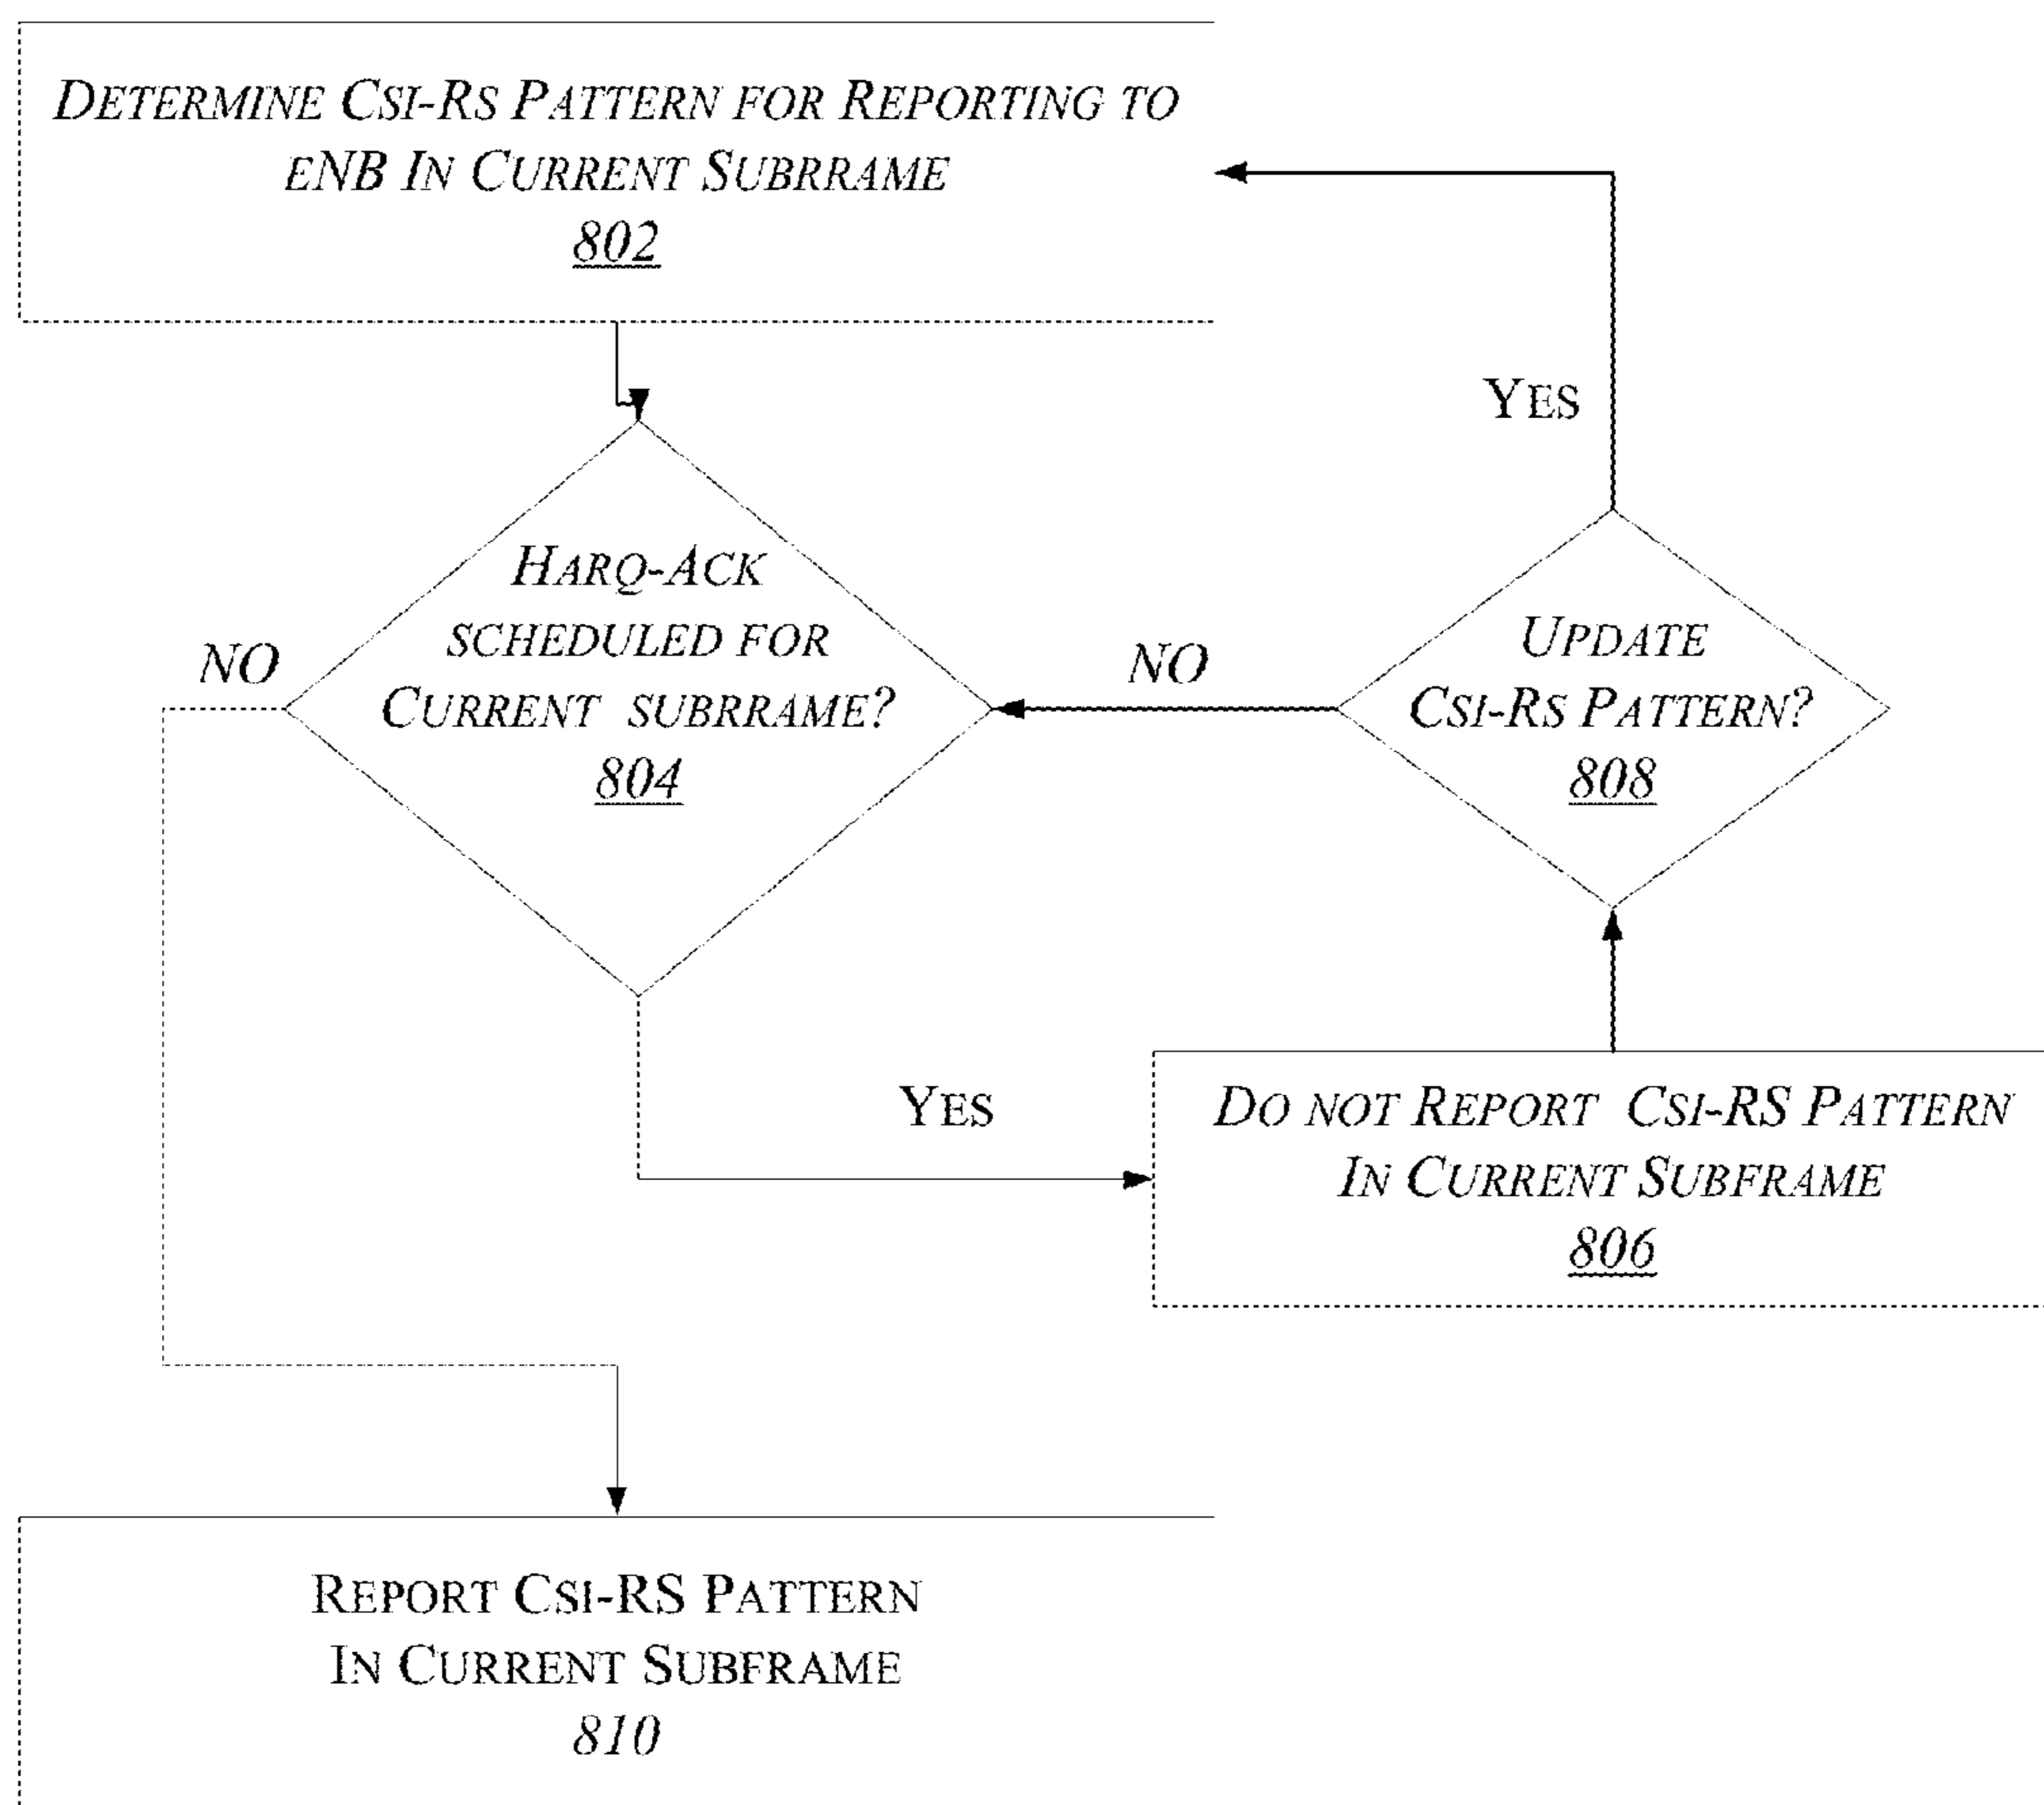 DETERMINE CSI-RS PATTERN FOR REPORTING TO
ENB IN CURRENT SUBRRAME
802
YES
HARQ-ACK
SCHEDULED FOR
CURRENT SUBRRAME?
804
NO
NO
UPDATE
CSI-RS PATTERN?
808
YES
DO NOT REPORT CSI-RS PATTERN
IN CURRENT SUBFRAME
806
REPORT CSI-RS PATTERN
IN CURRENT SUBFRAME
810